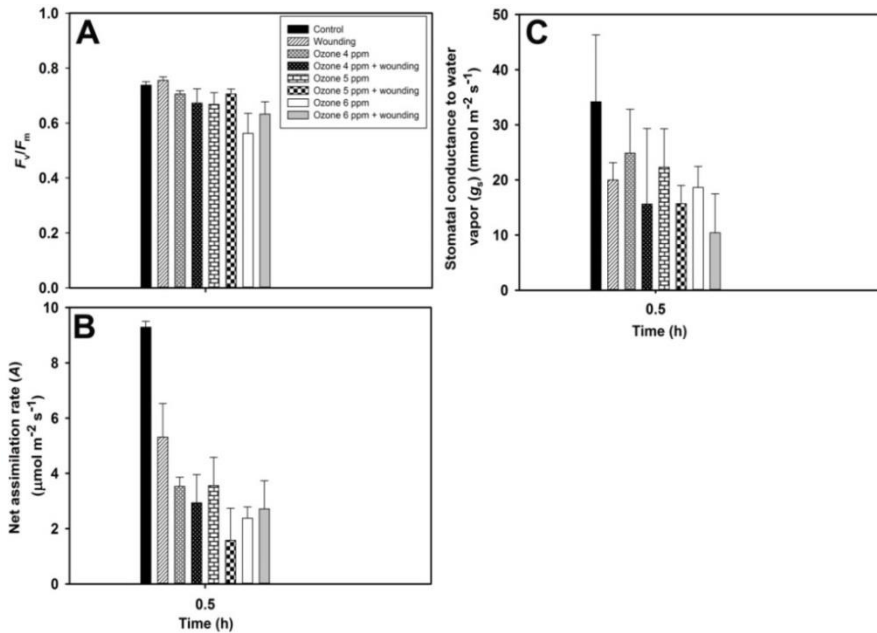 A
Control
Wounding
Ozone 4 ppm
Ozone 4 ppm + wounding
Ozone 5 ppm
Ozone 5 ppm + wounding
Ozone 6 ppm
Ozone 6 ppm + wounding
1.0
0.8
0.6
0.4
0.2
0.0
Fv/Fm
B
10
8
6
4
2
0
Net assimilation rate (A)
(μmol m-2 s-1)
0.5
Time (h)
C
50
40
30
20
10
0
Stomatal conductance to water
vapor (gs) (mmol m-2 s-1)
0.5
Time (h)